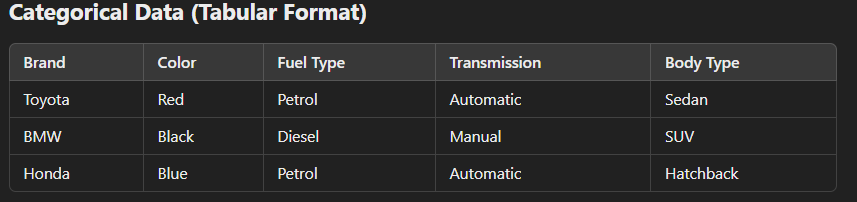 Categorical Data (Tabular Format)
Brand Color Fuel Type Transmission Body Type
Toyota Red Petrol Automatic Sedan
BMW Black Diesel Manual SUV
Honda Blue Petrol Automatic Hatchback